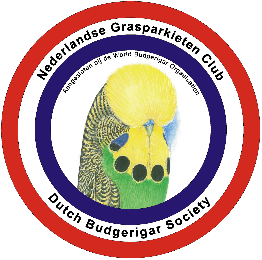 Nederlandse Grasparkieten Club
Aangesloten bij de World Budgerigar Organisation
Dutch Budgerigar Society